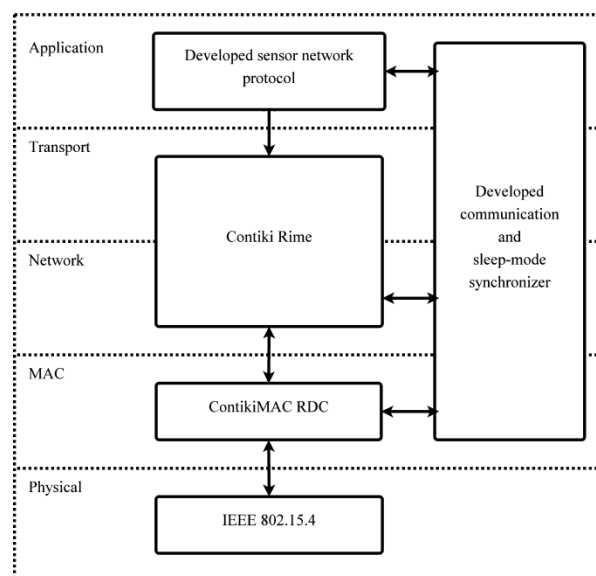 Application
Developed sensor network
protocol
Transport
Contiki Rime
Developed
communication
and
sleep-mode
synchronizer
Network
MAC
ContikiMAC RDC
Physical
IEEE 802.15.4